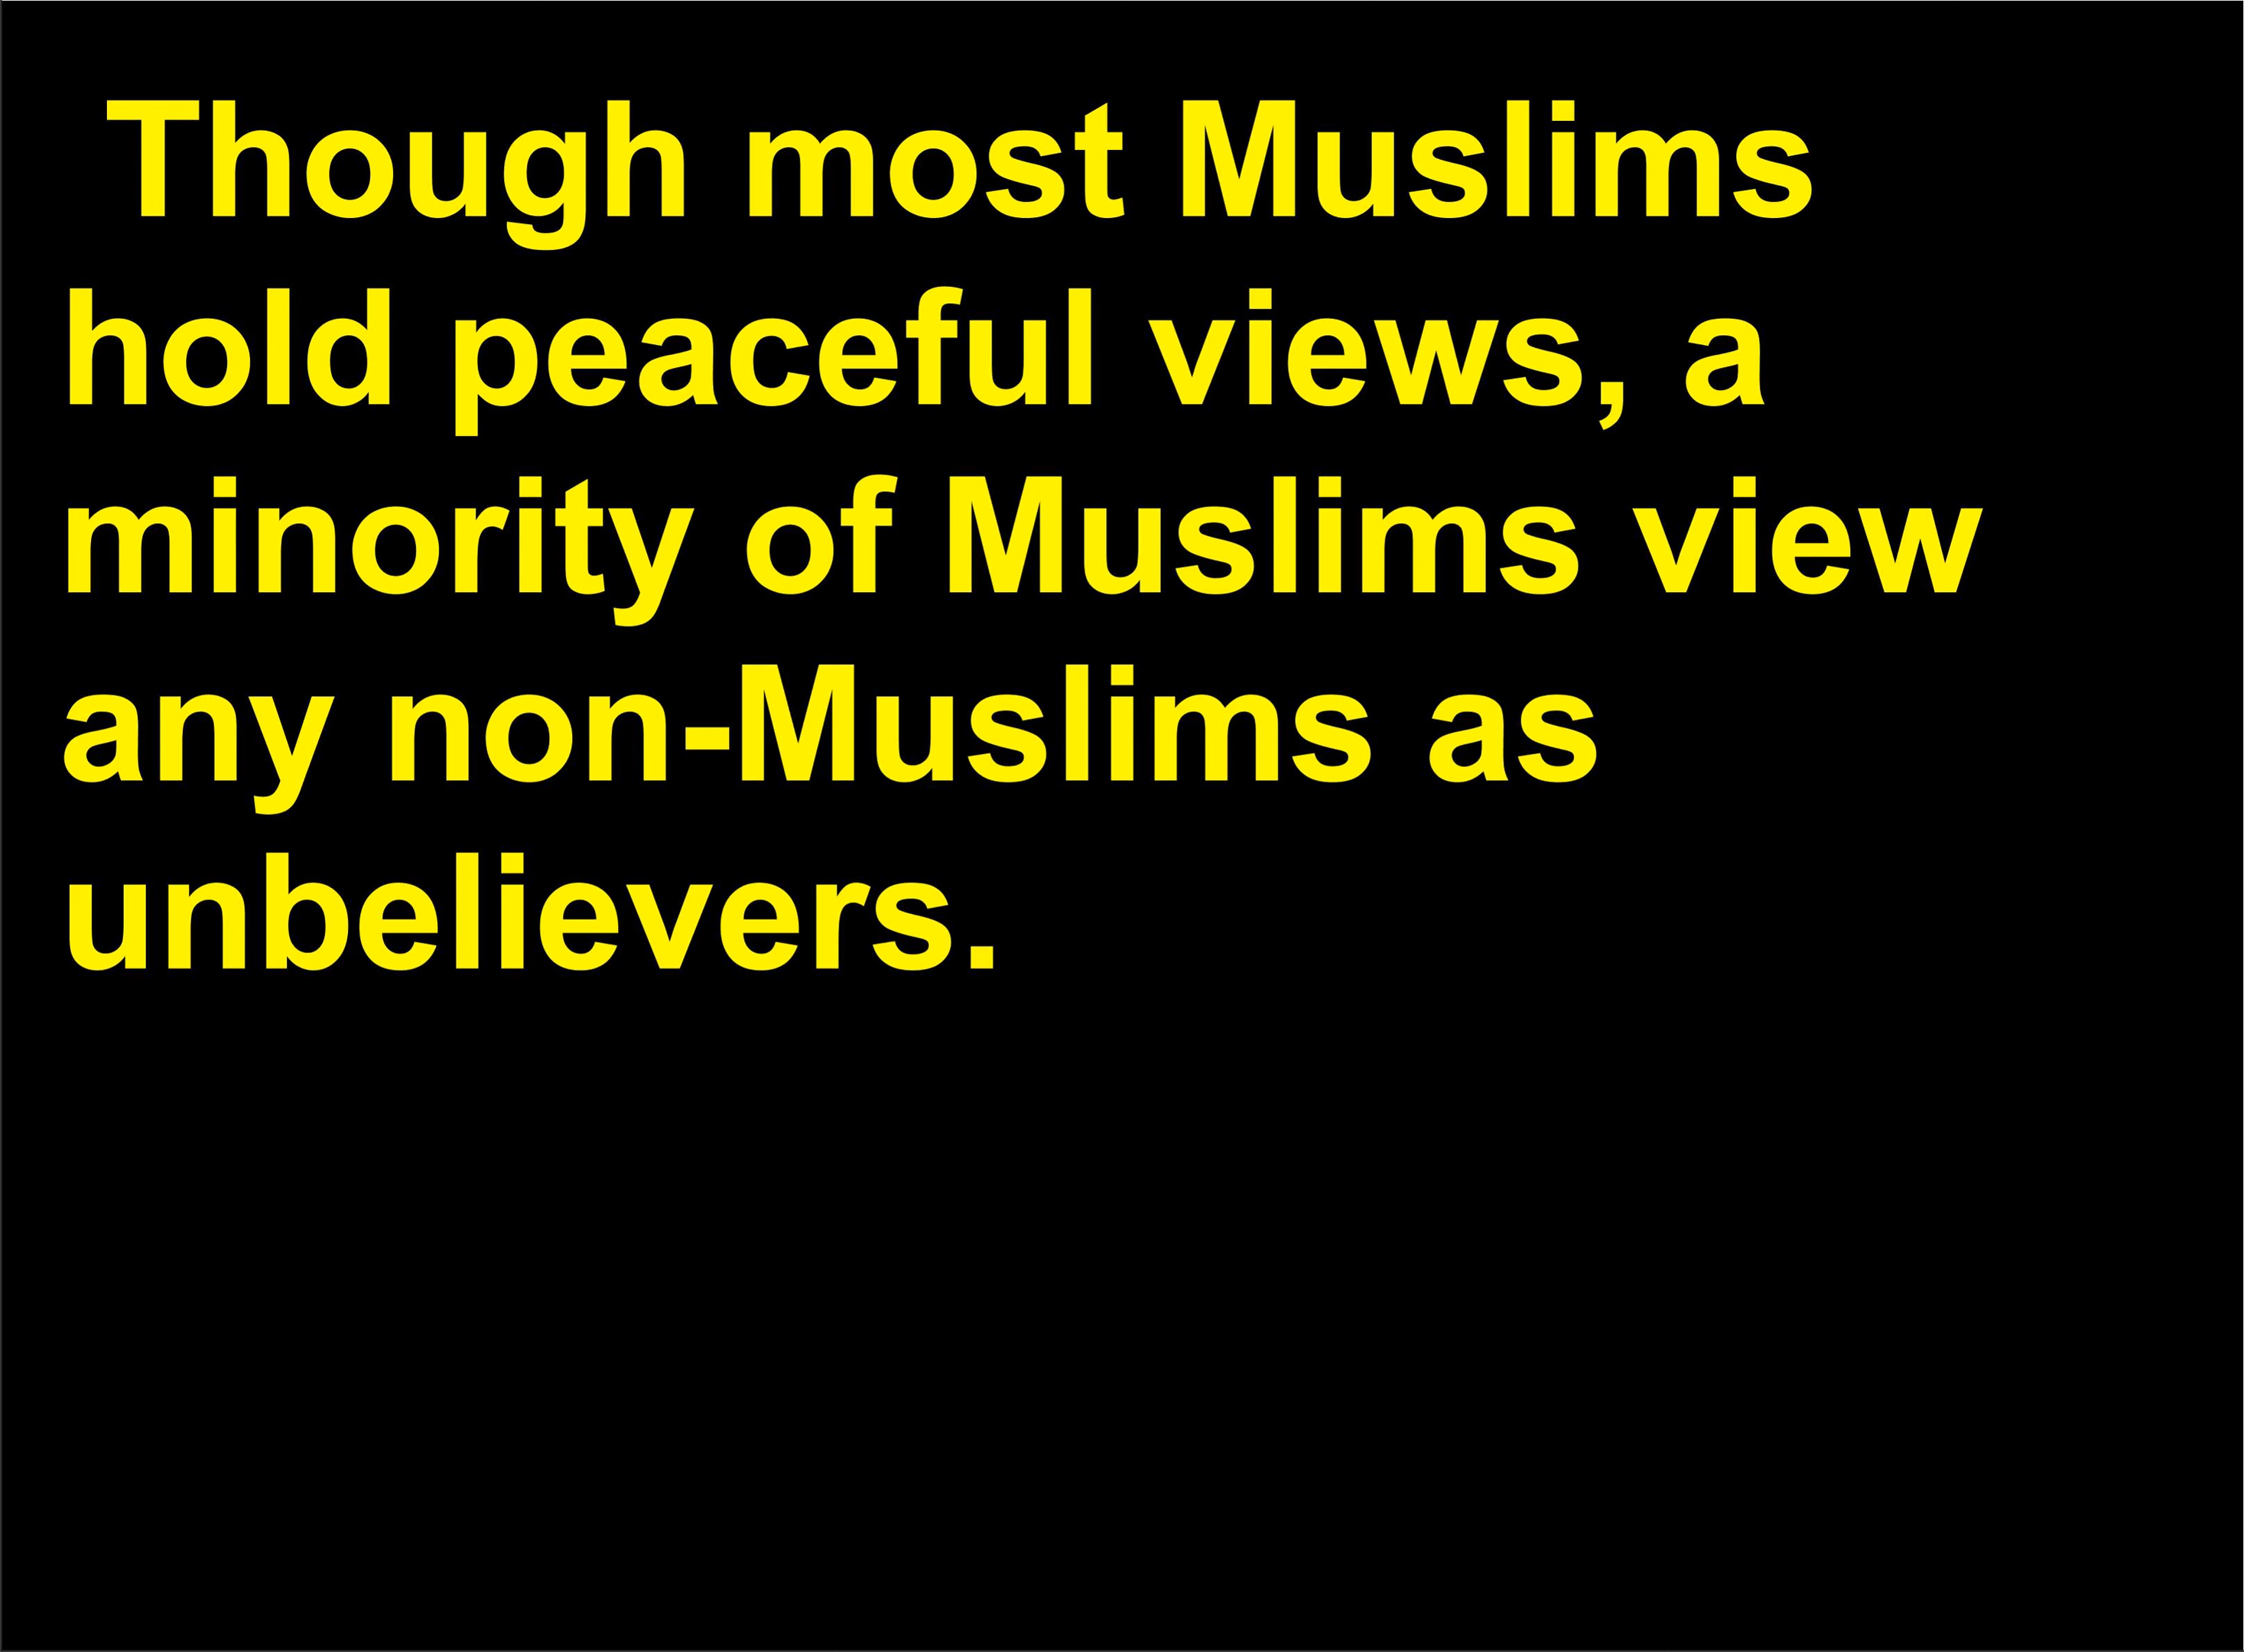 Though most Muslims
hold peaceful views, a
minority of Muslims view
any non-Muslims as
unbelievers.